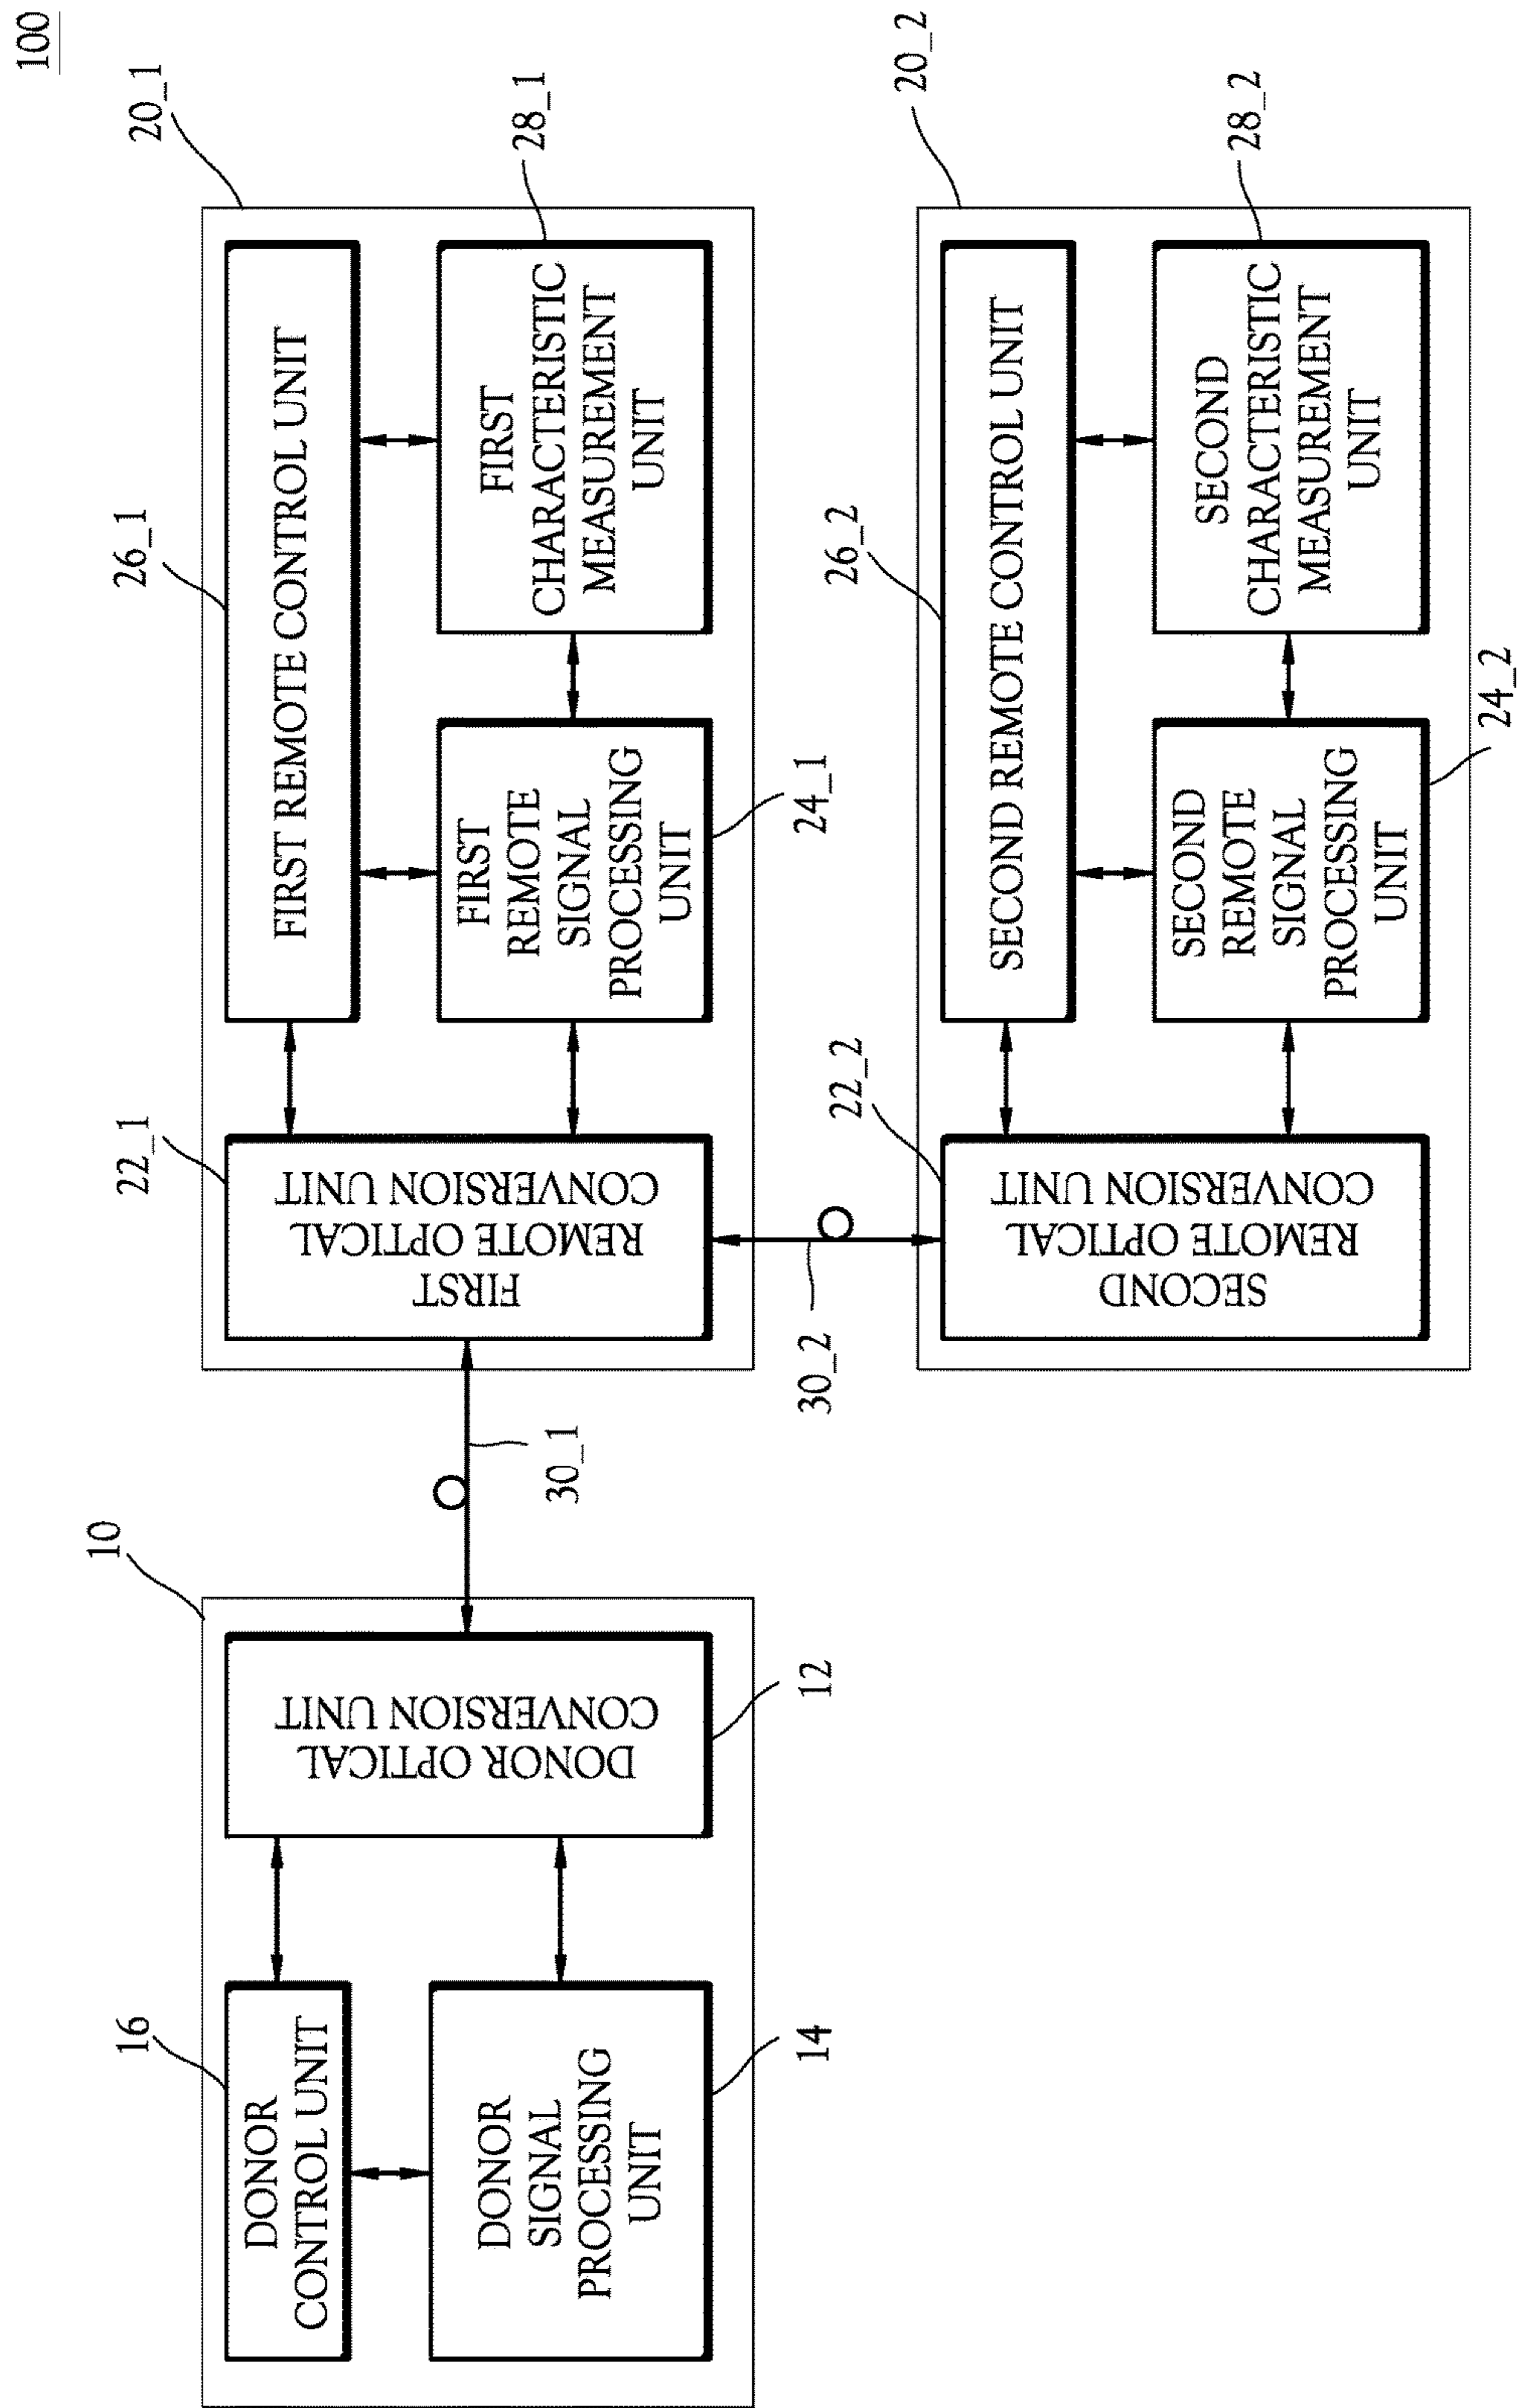 100
10
16
DONOR
CONTROL UNIT
DONOR
SIGNAL
PROCESSING
UNIT
14
DONOR OPTICAL
CONVERSION UNIT
12
30_1
20_1
22_1
FIRST
REMOTE OPTICAL
CONVERSION UNIT
26_1
FIRST REMOTE CONTROL UNIT
FIRST
REMOTE
SIGNAL
PROCESSING
UNIT
24_1
FIRST
CHARACTERISTIC
MEASUREMENT
UNIT
28_1
30_2
20_2
22_2
SECOND
REMOTE OPTICAL
CONVERSION UNIT
26_2
SECOND REMOTE CONTROL UNIT
SECOND
REMOTE
SIGNAL
PROCESSING
UNIT
24_2
SECOND
CHARACTERISTIC
MEASUREMENT
UNIT
28_2